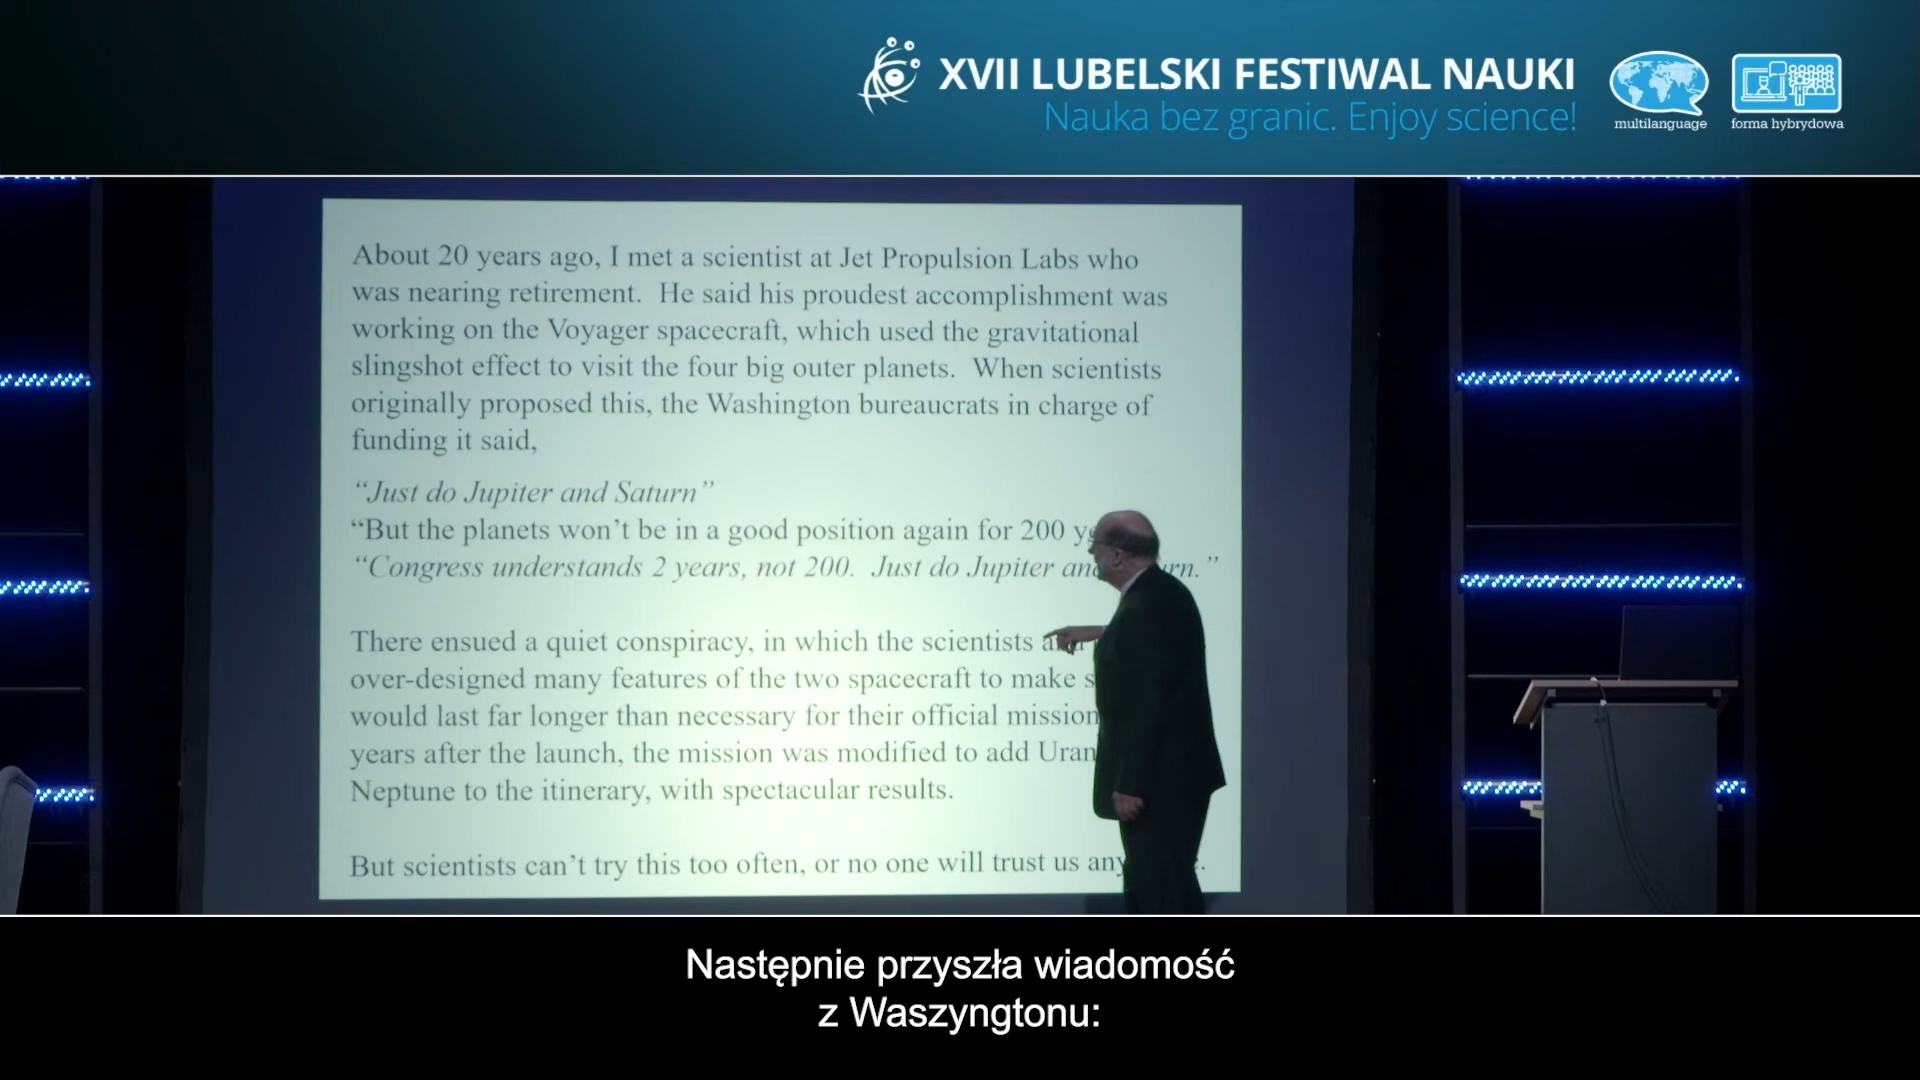 XVII LUBELSKI FESTIWAL NAUKI
Nauka bez granic. Enjoy science!
multilanguage
forma hybrydowa
About 20 years ago, I met a scientist at Jet Propulsion Labs who
was nearing retirement. He said his proudest accomplishment was
working on the Voyager spacecraft, which used the gravitational
slingshot effect to visit the four big outer planets. When scientists
originally proposed this, the Washington bureaucrats in charge of
funding it said,
“Just do Jupiter and Saturn”
“But the planets won’t be in a good position again for 200
“Congress understands 2 years, not 200. Just do Jupiter
There ensued a quiet conspiracy, in which the scientists
over-designed many features of the two spacecraft to make
would last far longer than necessary for their official mission
years after the launch, the mission was modified to add
Neptune to the itinerary, with spectacular results.
But scientists can’t try this too often, or no one will trust us
Następnie przyszła wiadomość
z Waszyngtonu: